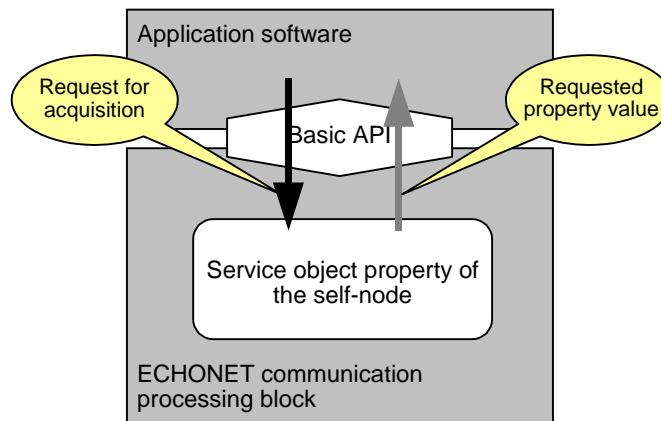 Application software
Request for
acquisition
Requested
property value
Basic API
Service object property of
the self-node
ECHONET communication
processing block